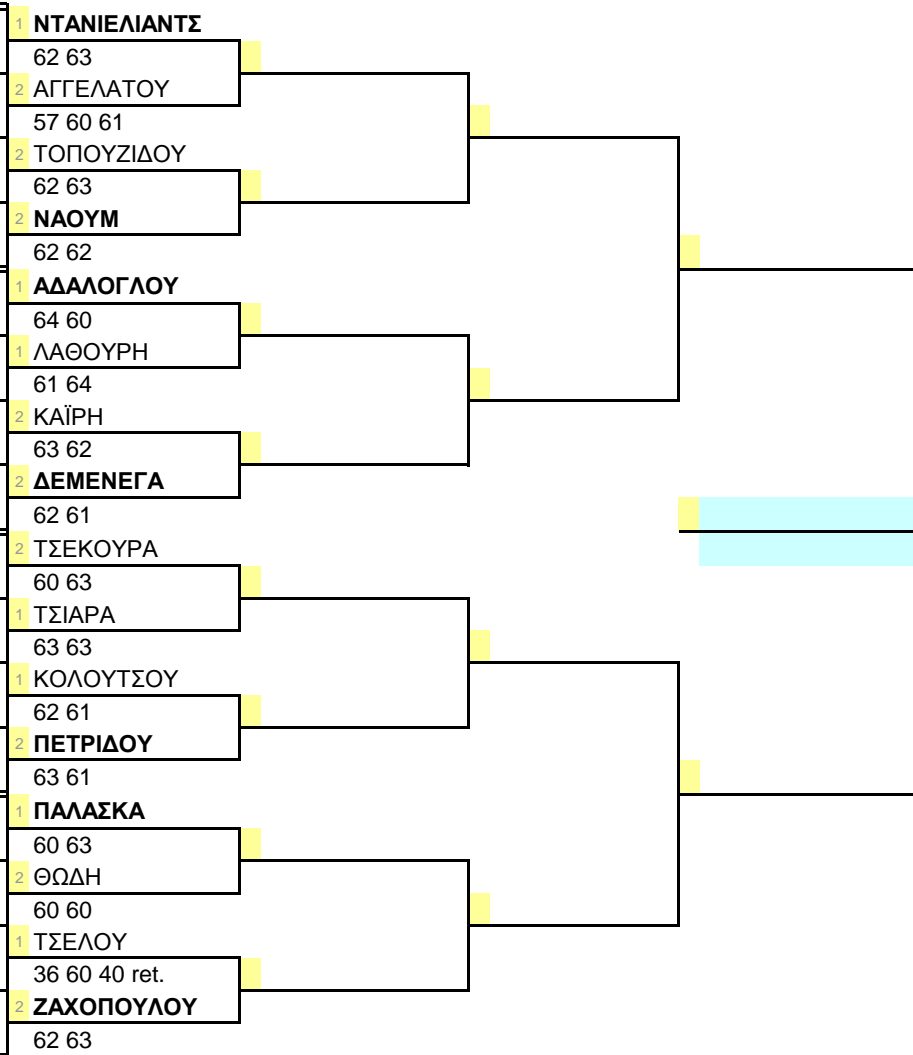 1 ΝΤΑΝΙΕΛΙΑΝΤΣ
62 63
2 ΑΓΓΕΛΑΤΟΥ
57 60 61
2 ΤΟΠΟΥΖΙΔΟΥ
62 63
2 ΝΑΟΥΜ
62 62
1 ΑΔΑΛΟΓΛΟΥ
64 60
1 ΛΑΘΟΥΡΗ
61 64
2 ΚΑΪΡΗ
63 62
2 ΔΕΜΕΝΕΓΑ
62 61
2 ΤΣΕΚΟΥΡΑ
60 63
1 ΤΣΙΑΡΑ
63 63
1 ΚΟΛΟΥΤΣΟΥ
62 61
2 ΠΕΤΡΙΔΟΥ
63 61
1 ΠΑΛΑΣΚΑ
60 63
2 ΘΩΔΗ
60 60
1 ΤΣΕΛΟΥ
36 60 40 ret.
2 ΖΑΧΟΠΟΥΛΟΥ
62 63